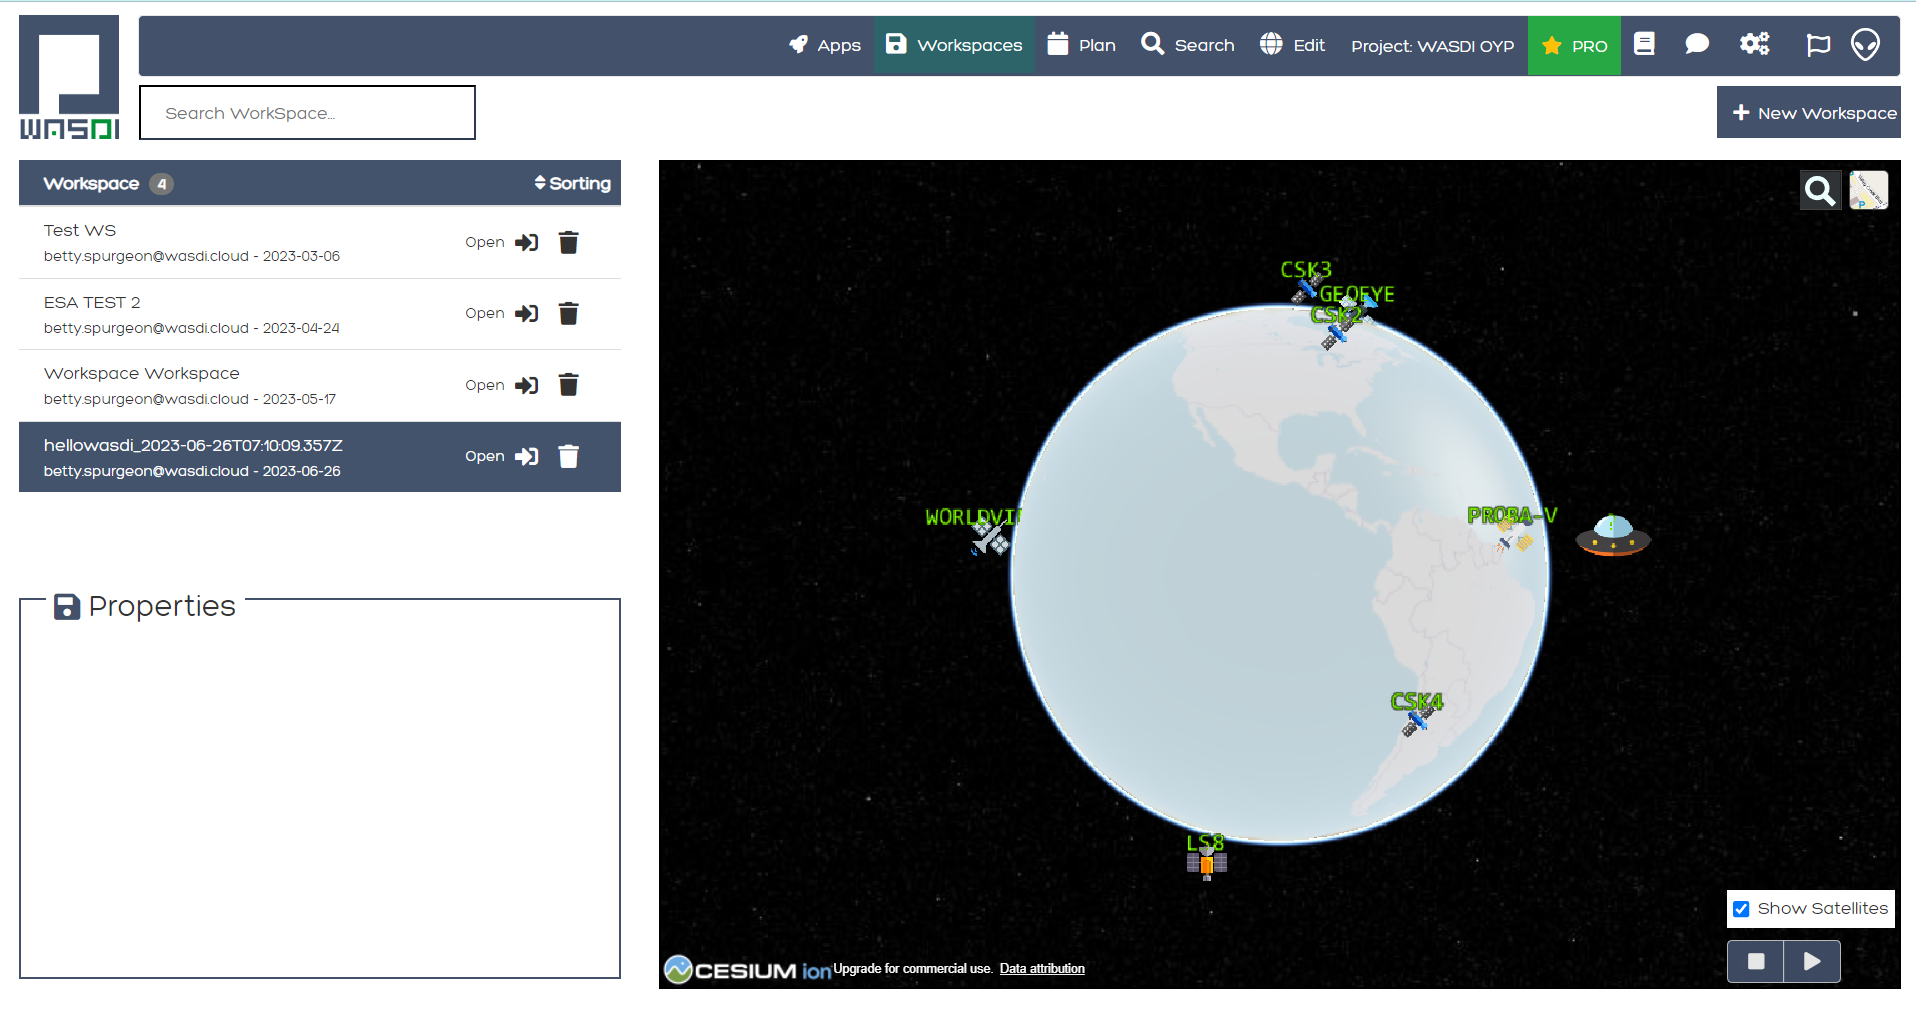 WASDI
Apps
Workspaces
Plan
Search
Edit
Project: WASDI OYP
PRO
Search WorkSpace...
New Workspace
Workspace 4
Sorting
Test WS
betty.spurgeon@wasdi.cloud - 2023-03-06
Open
ESA TEST 2
betty.spurgeon@wasdi.cloud - 2023-04-24
Open
Workspace Workspace
betty.spurgeon@wasdi.cloud - 2023-05-17
Open
hellowasdi_2023-06-26T07:10:09.357Z
betty.spurgeon@wasdi.cloud - 2023-06-26
Open
Properties
CSK3
GEOEYE
CSK2
WORLDVI
PROBA-V
CSK4
LS8
Show Satellites
CESIUM ion Upgrade for commercial use. Data attribution